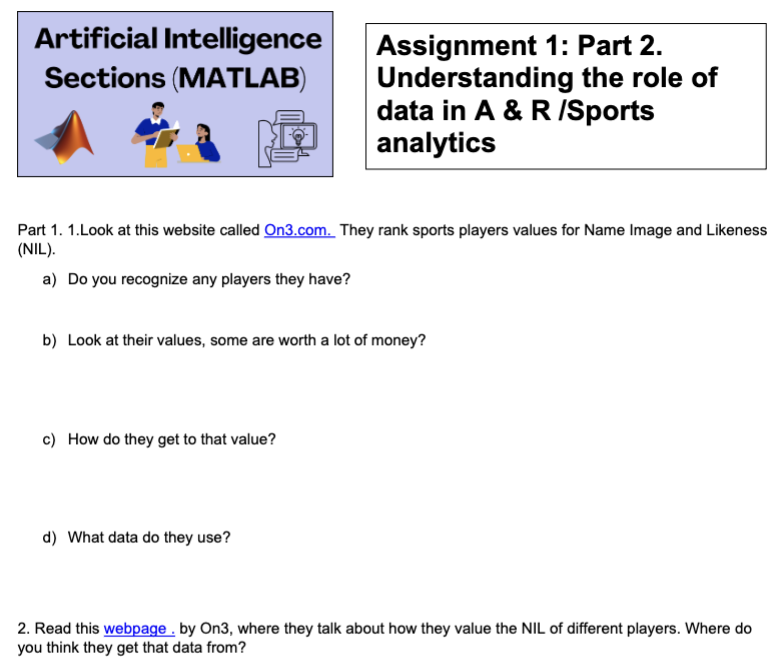 Artificial Intelligence
Sections (MATLAB)
Assignment 1: Part 2.
Understanding the role of
data in A & R /Sports
analytics
Part 1. 1.Look at this website called On3.com. They rank sports players values for Name Image and Likeness
(NIL).
a) Do you recognize any players they have?
b) Look at their values, some are worth a lot of money?
c) How do they get to that value?
d) What data do they use?
2. Read this webpage . by On3, where they talk about how they value the NIL of different players. Where do
you think they get that data from?